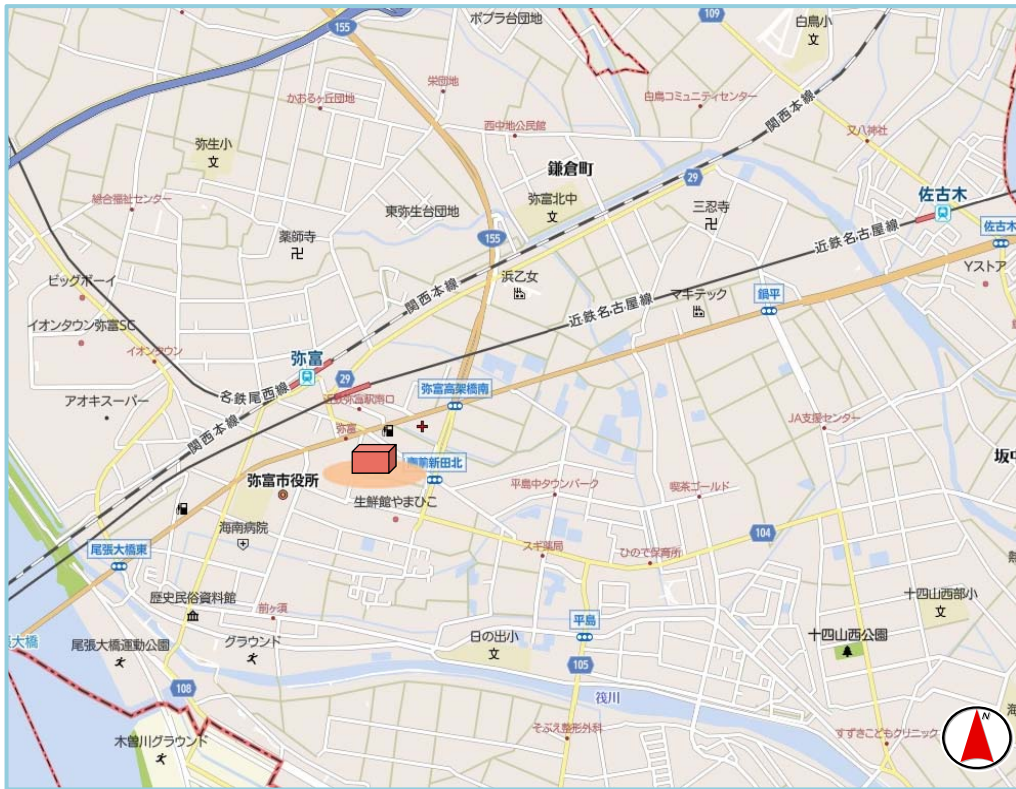 ポプラ台団地
155
109
白鳥小
栄団地
かおるヶ丘団地
白鳥コミュニティセンター
関西本線
西中地公民館
又八神社
弥生小
鎌倉町
29
弥富北中
佐古木
総合福祉センター
東弥生台団地
三忍寺
薬師寺
155
近鉄名古屋線
佐古木
浜乙女
Yストア
ビッグボーイ
関西本線
マキテック
鍋平
近鉄名古屋線
イオンタウン弥富SC
イオンタウン
弥富
29
弥富高架橋南
名鉄尾西線
アオキスーパー
近鉄弥富駅南口
JA支援センター
関西本線
弥富
坂中
弥富市役所
平島中タウンパーク
喫茶ゴールド
生鮮館やまひこ
海南病院
104
尾張大橋東
スギ薬局
ひので保育所
歴史民俗資料館
前ヶ須
十四山西部小
平島
大橋
尾張大橋運動公園
グラウンド
日の出小
十四山西公園
105
108
筏川
木曽川グラウンド
そぶえ整形外科
すずきこどもクリニック
N